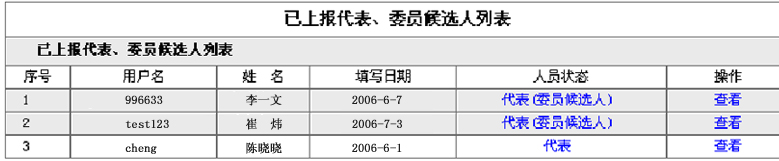 已上报代表、委员候选人列表
已上报代表、委员候选人列表
序号 用户名 姓 名 填写日期 人员状态 操作
1 996633 李一文 2006-6-7 代表(委员候选人) 查看
2 test123 崔 炜 2006-7-3 代表(委员候选人) 查看
3 cheng 陈晓晓 2006-6-1 代表 查看